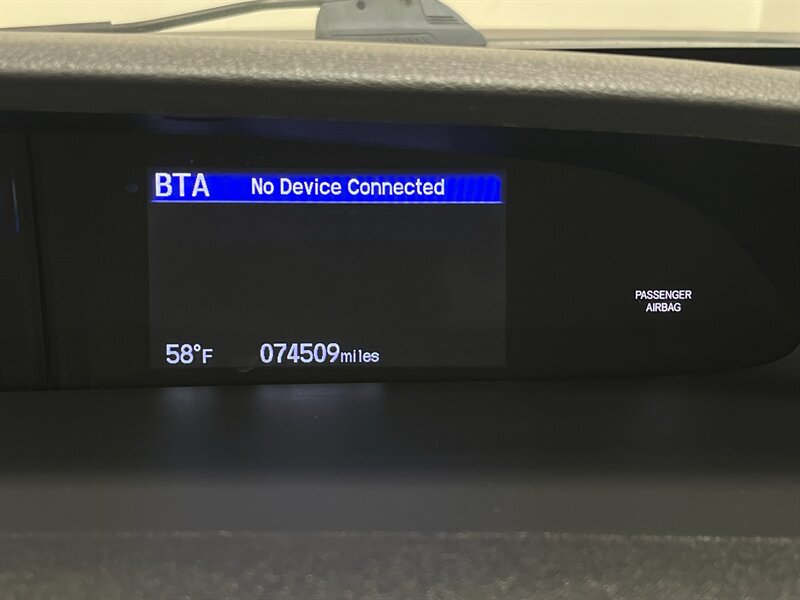 BTA No Device Connected
PASSENGER
AIRBAG
58°F 074509miles